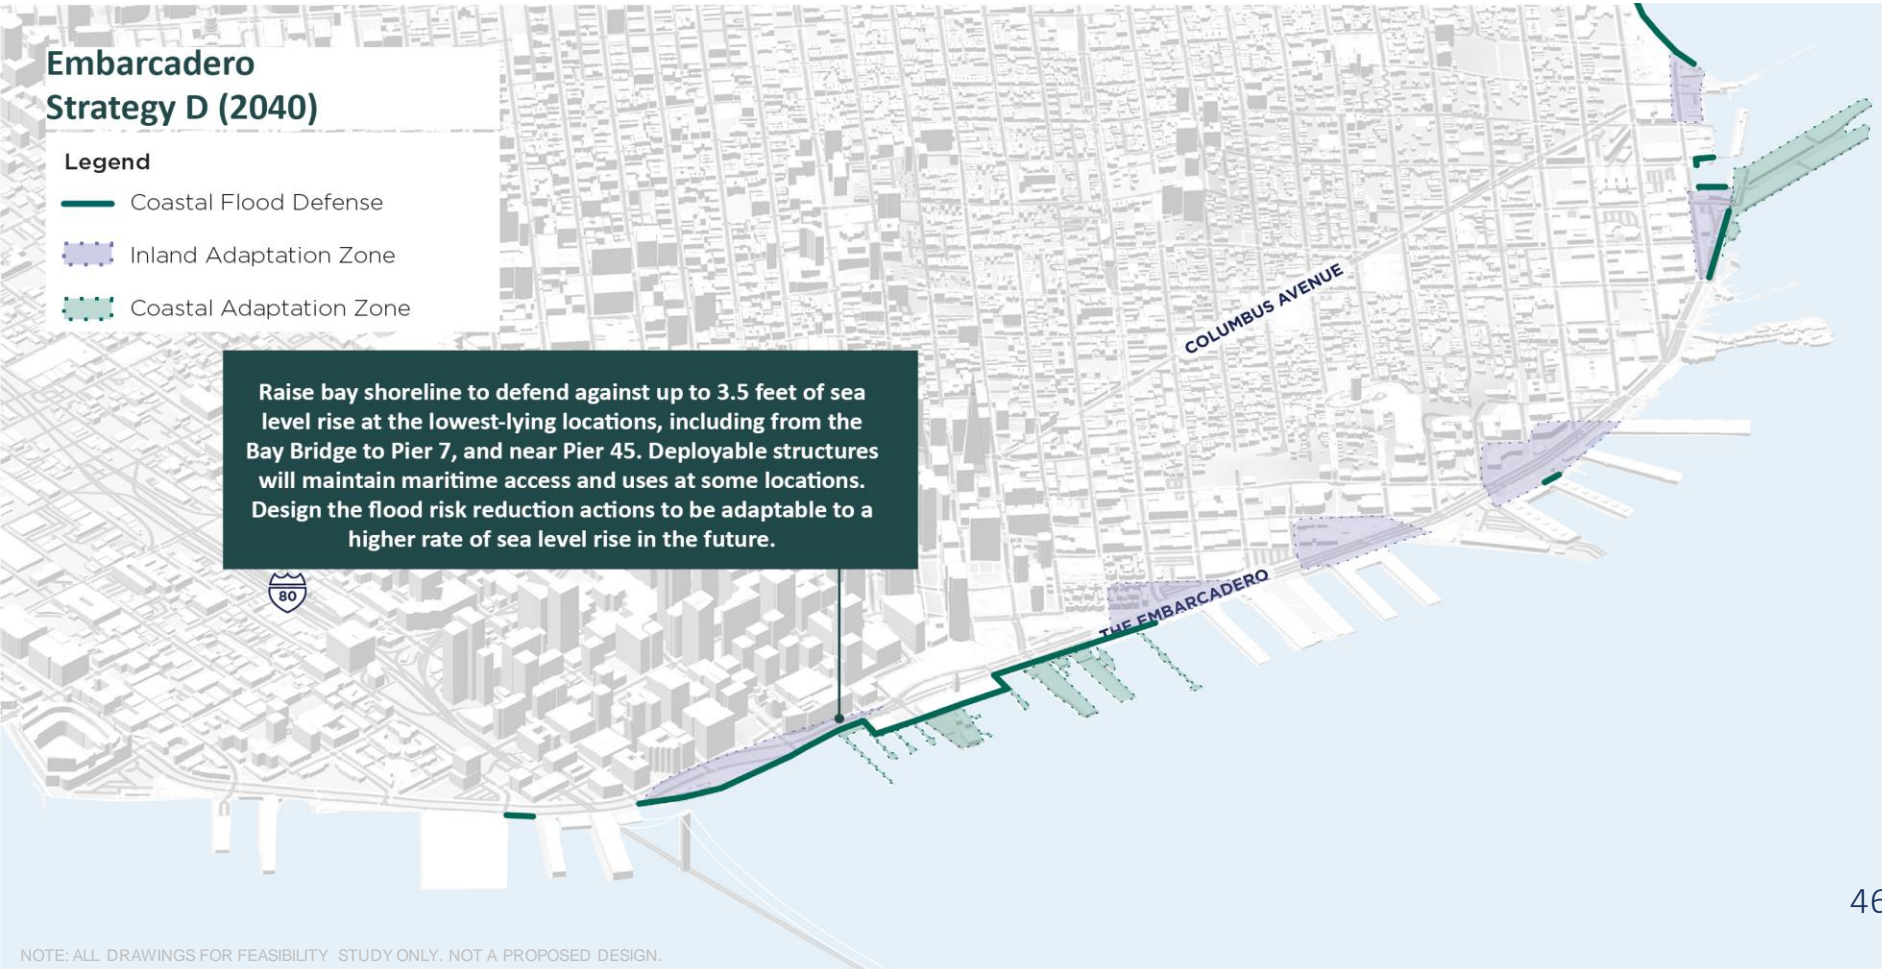 Embarcadero
Strategy D (2040)
Legend
Coastal Flood Defense
Inland Adaptation Zone
Coastal Adaptation Zone
COLUMBUS AVENUE
Raise bay shoreline to defend against up to 3.5 feet of sea
level rise at the lowest-lying locations, including from the
Bay Bridge to Pier 7, and near Pier 45. Deployable structures
will maintain maritime access and uses at some locations.
Design the flood risk reduction actions to be adaptable to a
higher rate of sea level rise in the future.
80
THE EMBARCADERO
46
NOTE: ALL DRAWINGS FOR FEASIBILITY STUDY ONLY. NOT A PROPOSED DESIGN.